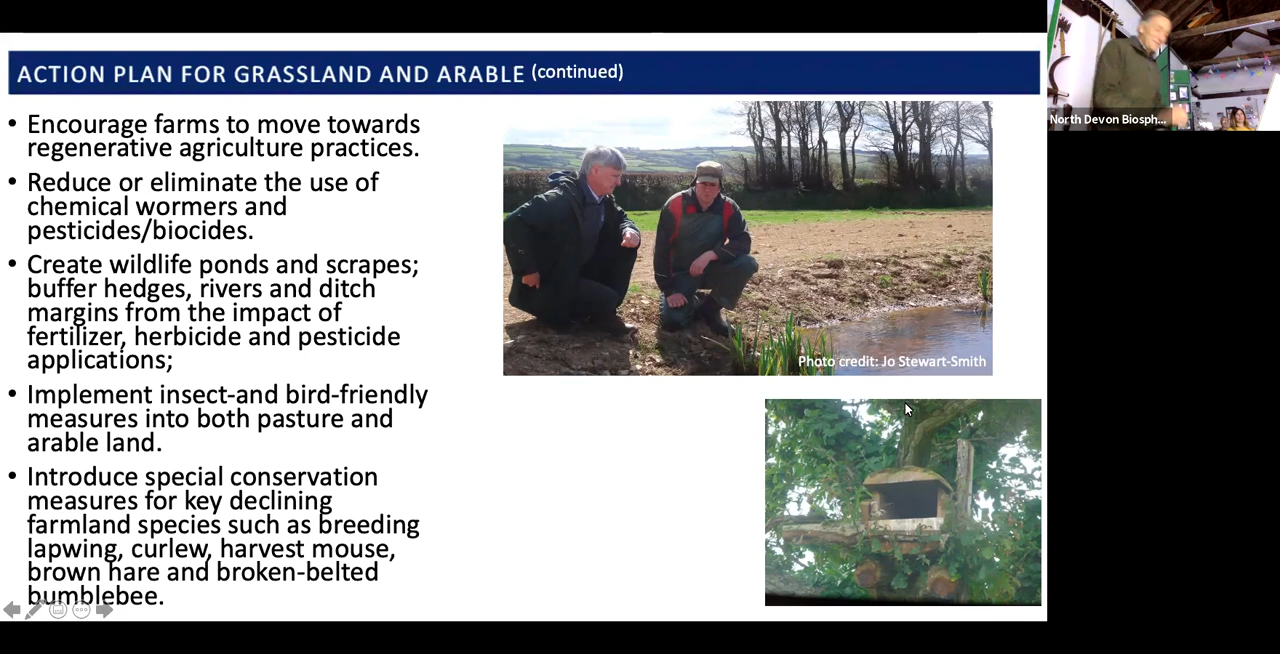 ACTION PLAN FOR GRASSLAND AND ARABLE (continued)
• Encourage farms to move towards
regenerative agriculture practices.
• Reduce or eliminate the use of
chemical wormers and
pesticides/biocides.
• Create wildlife ponds and scrapes;
buffer hedges, rivers and ditch
margins from the impact of
fertilizer, herbicide and pesticide
applications;
• Implement insect-and bird-friendly
measures into both pasture and
arable land.
• Introduce special conservation
measures for key declining
farmland species such as breeding
lapwing, curlew, harvest mouse,
brown hare and broken-belted
bumblebee.
Photo credit: Jo Stewart-Smith
North Devon Biosph...